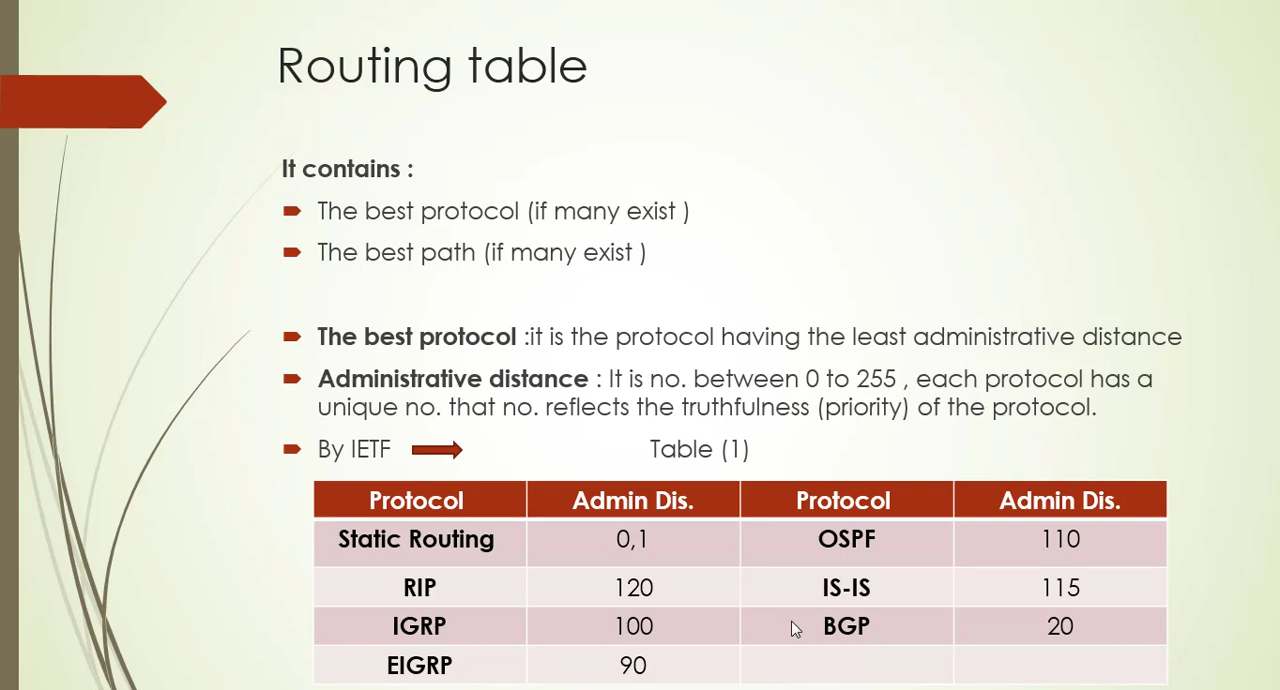 Routing table
It contains :
The best protocol (if many exist )
The best path (if many exist )
The best protocol :it is the protocol having the least administrative distance
Administrative distance : It is no. between 0 to 255 , each protocol has a
unique no. that no. reflects the truthfulness (priority) of the protocol.
By IETF Table (1)
Protocol Admin Dis. Protocol Admin Dis.
Static Routing 0,1 OSPF 110
RIP 120 IS-IS 115
IGRP 100 BGP 20
EIGRP 90